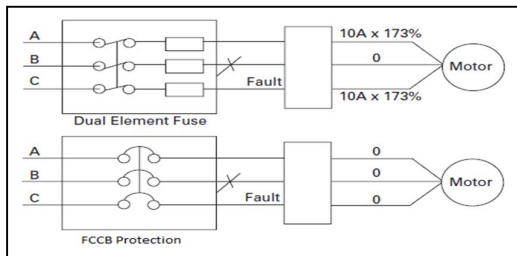 A
10A x 173%
B
0
Motor
C
Fault
10A x 173%
Dual Element Fuse
A
0
B
0
Motor
C
Fault
0
FCCB Protection